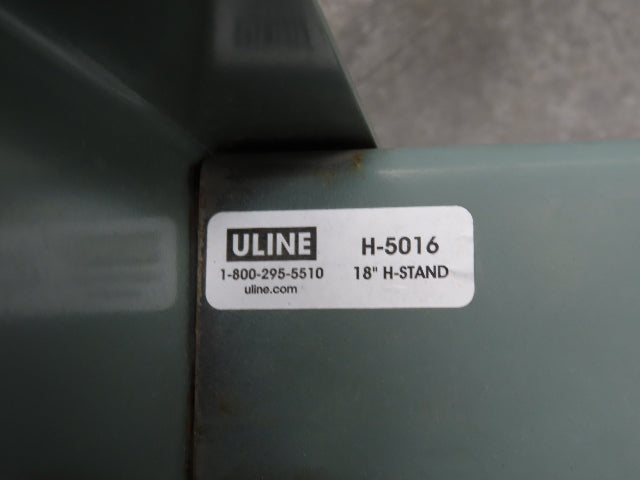 ULINE
1-800-295-5510
uline.com
H-5016
18" H-STAND